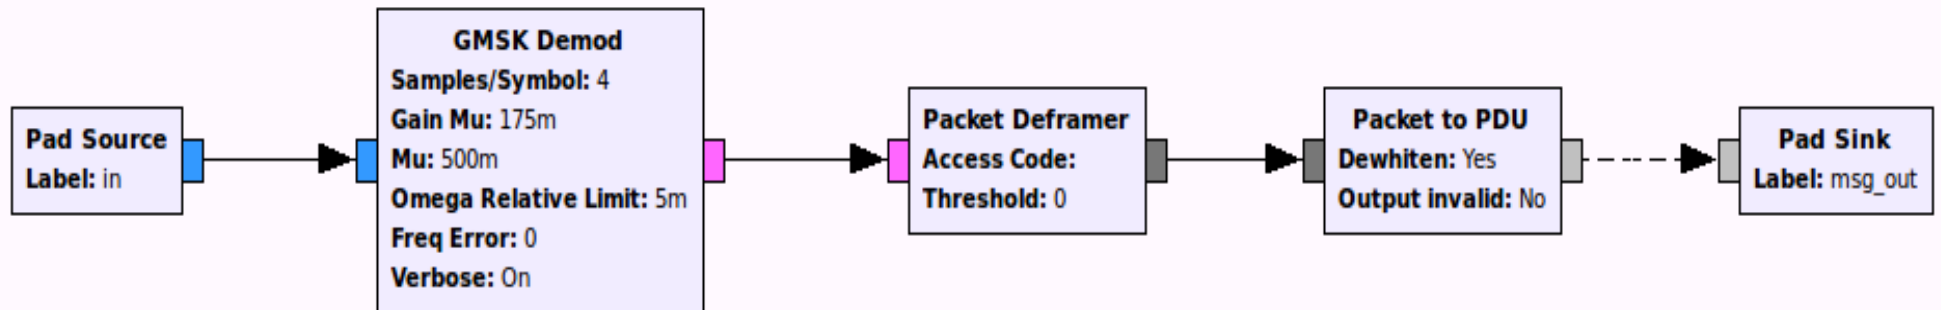 Pad Source
Label: in
GMSK Demod
Samples/Symbol: 4
Gain Mu: 175m
Mu: 500m
Omega Relative Limit: 5m
Freq Error: 0
Verbose: On
Packet Deframer
Access Code:
Threshold: 0
Packet to PDU
Dewhiten: Yes
Output invalid: No
Pad Sink
Label: msg_out